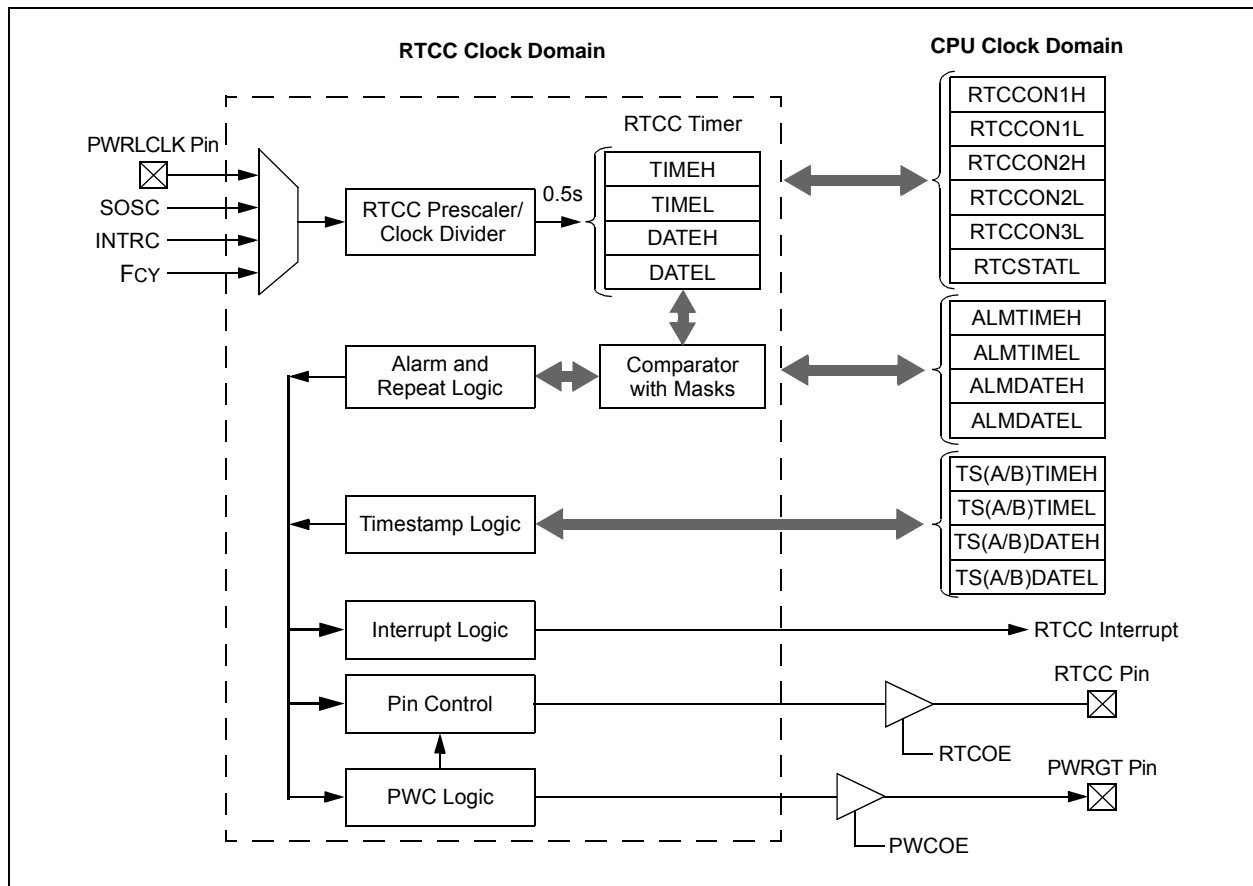 RTCC Clock Domain
CPU Clock Domain
PWRLCLK Pin
SOSC
INTRC
FCY
RTCC Prescaler/
Clock Divider
0.5s
RTCC Timer
TIMEH
TIMEL
DATEH
DATEL
RTCCON1H
RTCCON1L
RTCCON2H
RTCCON2L
RTCCON3L
RTCSTATL
Alarm and
Repeat Logic
Comparator
with Masks
ALMTIMEH
ALMTIMEL
ALMDATEH
ALMDATEL
Timestamp Logic
TS(A/B)TIMEH
TS(A/B)TIMEL
TS(A/B)DATEH
TS(A/B)DATEL
Interrupt Logic
RTCC Interrupt
Pin Control
RTCC Pin
RTCOE
PWC Logic
PWRGT Pin
PWCOE